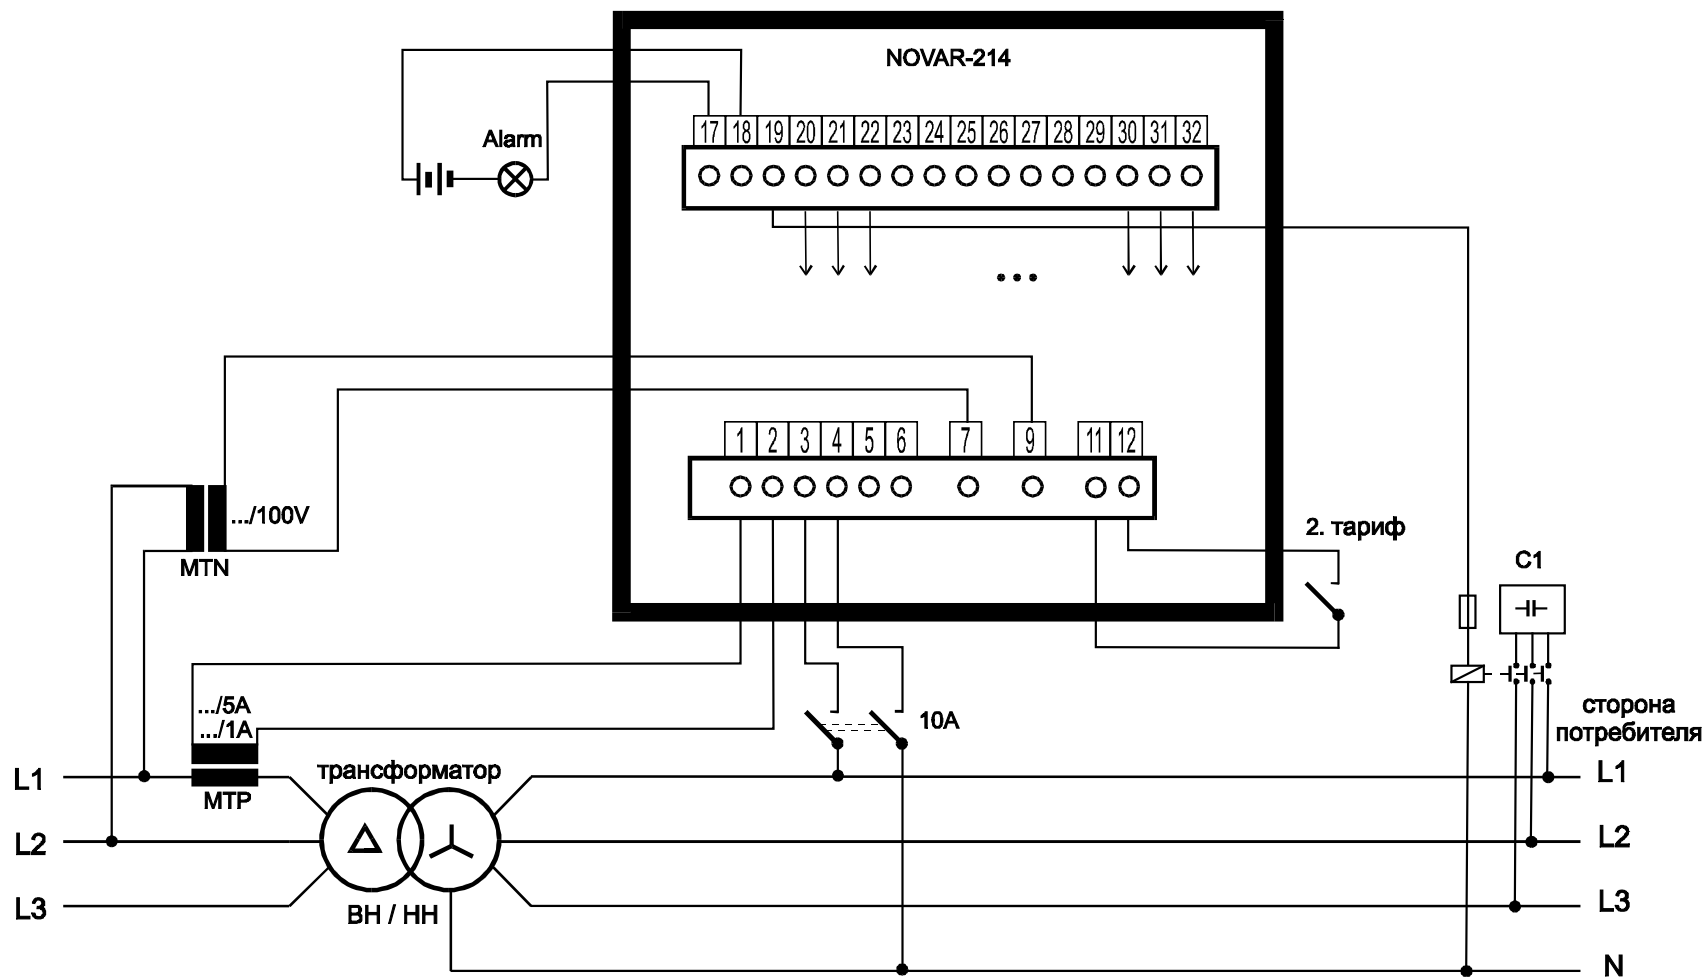 NOVAR-214
Alarm
17 18 19 20 21 22 23 24 25 26 27 28 29 30 31 32
1 2 3 4 5 6 7 9 11 12
.../100V
MTN
2. тариф
C1
.../5A
.../1A
10A
сторона
потребителя
L1
MTP
трансформатор
L1
L2
L2
L3
ВН / НН
L3
N